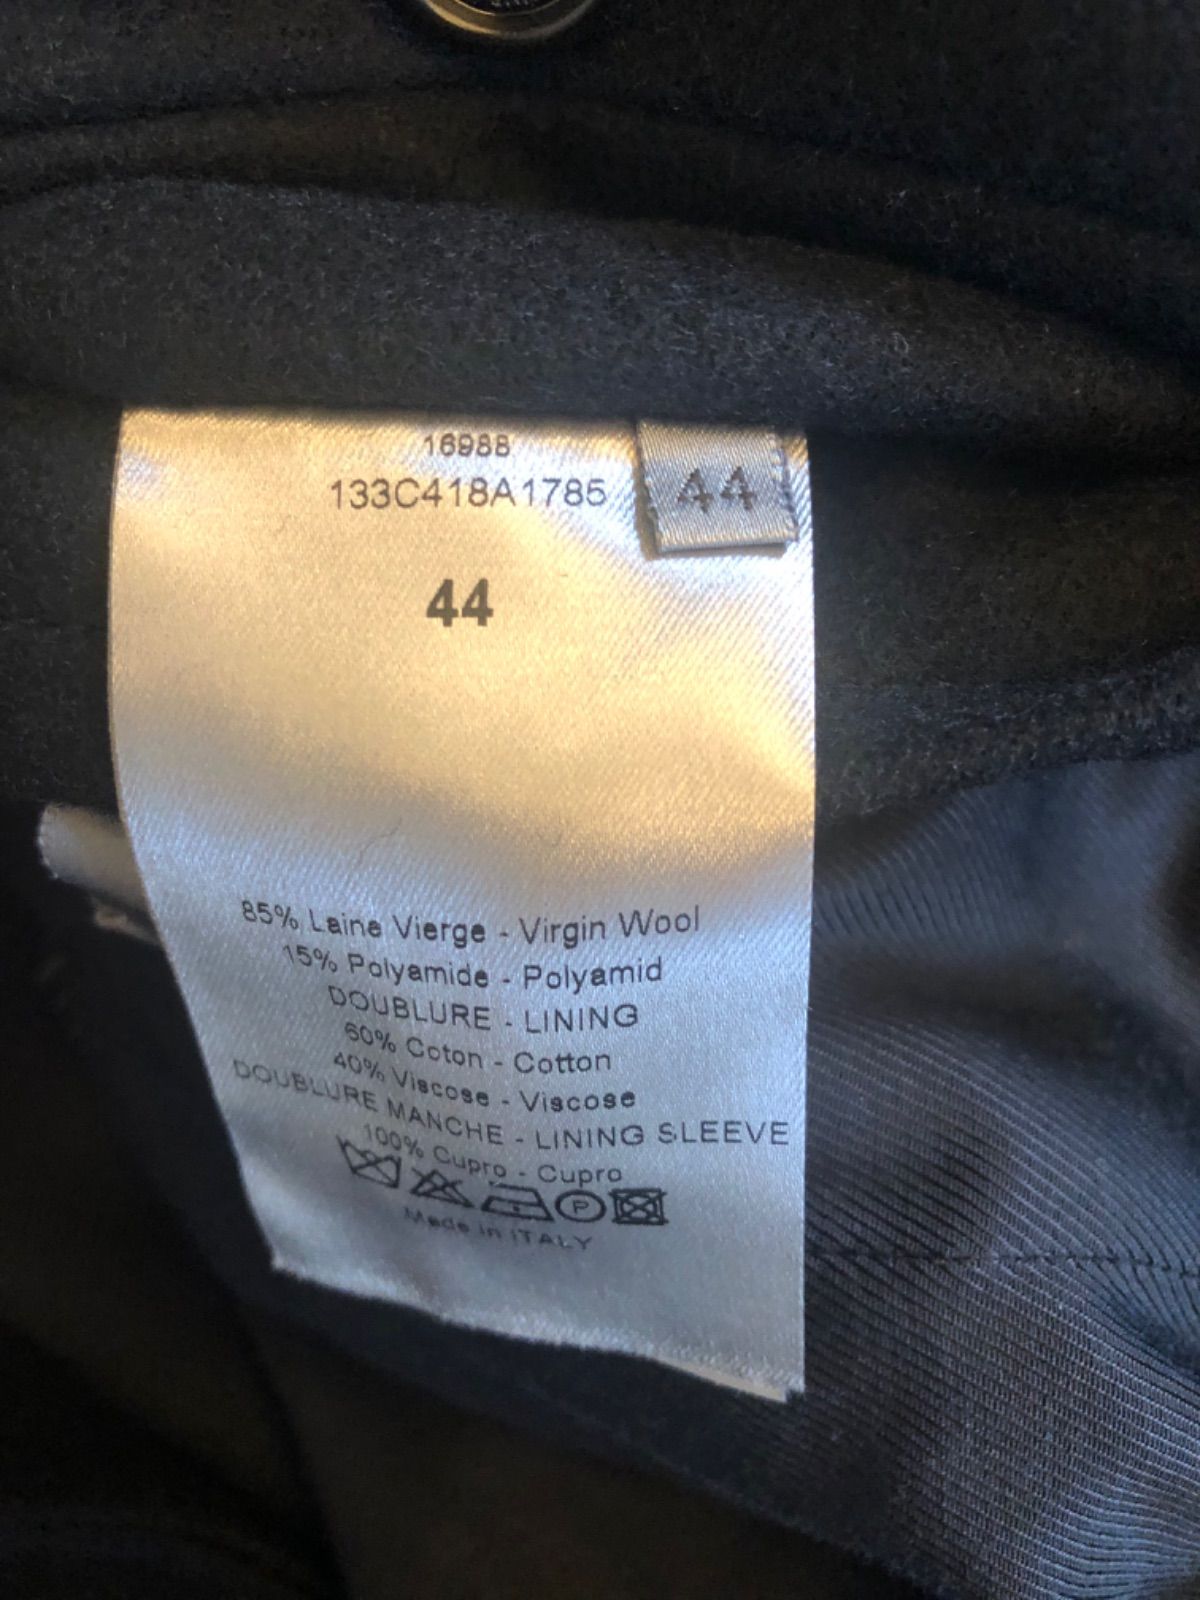 16988
133C418A1785
44
44
85% Laine Vierge - Virgin Wool
15% Polyamide - Polyamid
DOUBLURE - LINING
60% Coton - Cotton
40% Viscose - Viscose
DOUBLURE MANCHE - LINING SLEEVE
100% Cupro - Cupro
P
Made in ITALY